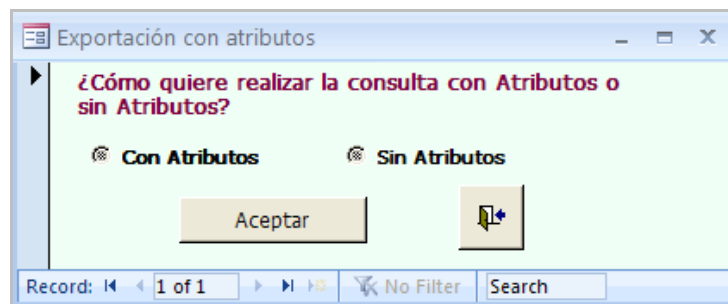 Exportación con atributos
¿Cómo quiere realizar la consulta con Atributos o
sin Atributos?
Con Atributos Sin Atributos
Aceptar
Record: 1 of 1 No Filter Search